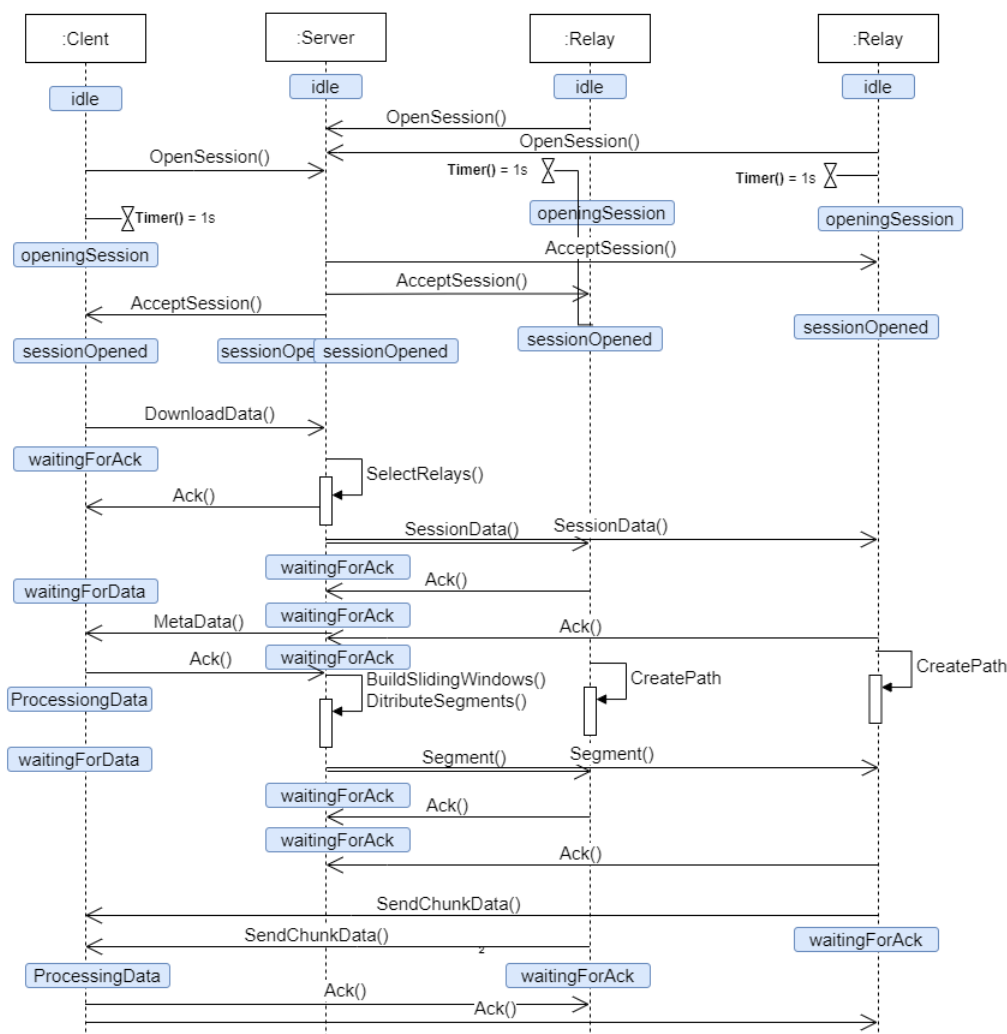 :Clent
:Server
:Relay
:Relay
idle
idle
idle
idle
OpenSession()
OpenSession()
OpenSession()
Timer() = 1s
Timer() = 1s
Timer() = 1s
openingSession
openingSession
openingSession
AcceptSession()
AcceptSession()
AcceptSession()
sessionOpened
sessionOpened
sessionOpe
sessionOpened
sessionOpened
DownloadData()
waitingForAck
SelectRelays()
Ack()
SessionData()
SessionData()
waitingForAck
Ack()
waitingForData
waitingForAck
MetaData()
Ack()
waitingForAck
Ack()
CreatePath
BuildSlidingWindows()
CreatePath
ProcessiongData
DitributeSegments()
waitingForData
Segment()
Segment()
waitingForAck
Ack()
waitingForAck
Ack()
SendChunkData()
SendChunkData()
2
waitingForAck
ProcessingData
waitingForAck
Ack()
Ack()